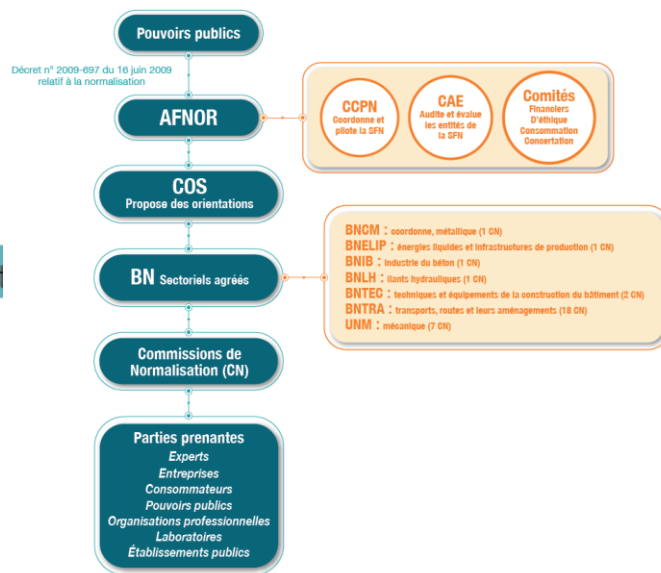 Pouvoirs publics
Décret n° 2009-697 du 16 juin 2009
relatif à la normalisation
AFNOR
CCPN
Coordonne et
pilote la SFN
CAE
Audite et évalue
les entités de
la SFN
Comités
Financiers
D'éthique
Consommation
Concertation
COS
Propose des orientations
BN Sectoriels agréés
BNCM : coordonne, métallique (1 CN)
BNELIP : énergies liquides et infrastructures de production (1 CN)
BNIB : industrie du béton (1 CN)
BNLH : liants hydrauliques (1 CN)
BNTEC : techniques et équipements de la construction du bâtiment (2 CN)
BNTRA : transports, routes et leurs aménagements (18 CN)
UNM : mécanique (7 CN)
Commissions de
Normalisation (CN)
Parties prenantes
Experts
Entreprises
Consommateurs
Pouvoirs publics
Organisations professionnelles
Laboratoires
Établissements publics